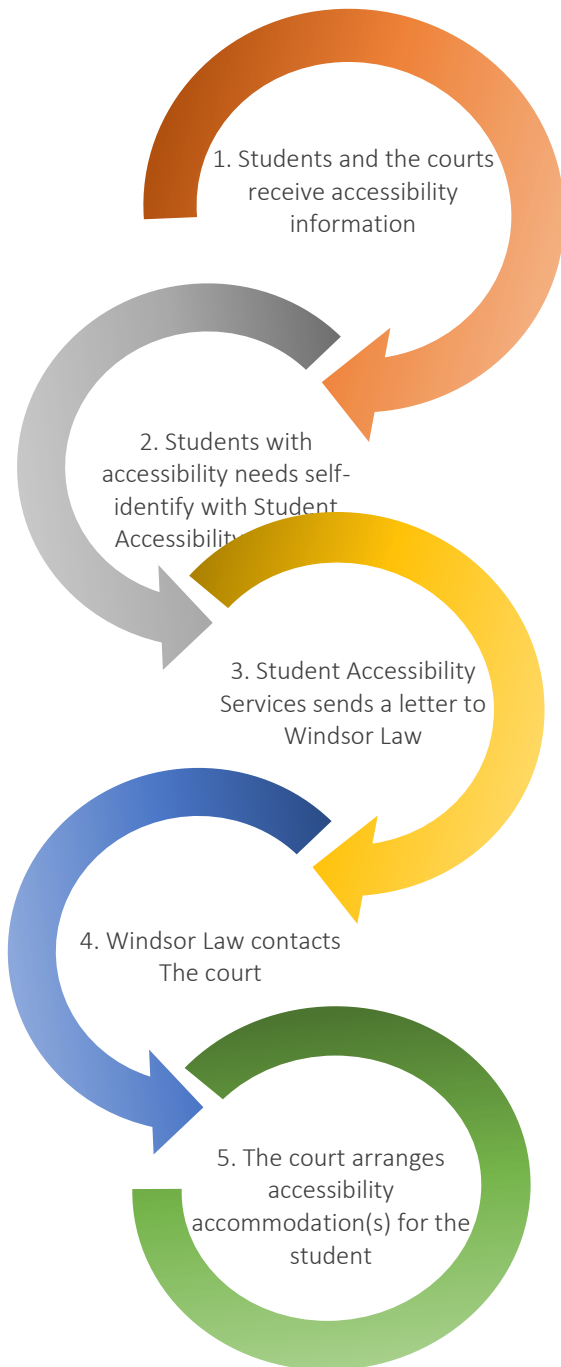 1. Students and the courts
receive accessibility
information
2. Students with
accessibility needs self-
identify with Student
Accessibility
3. Student Accessibility
Services sends a letter to
Windsor Law
4. Windsor Law contacts
The court
5. The court arranges
accessibility
accommodation(s) for the
student